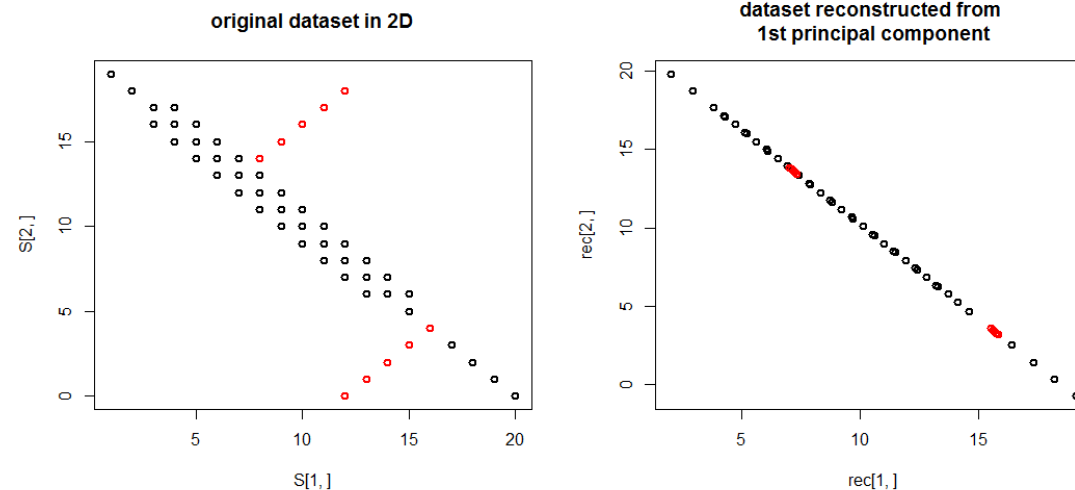 original dataset in 2D
15
10
5
0
S[2, ]
5
10
15
20
S[1, ]
dataset reconstructed from
1st principal component
20
15
10
5
0
rec[2, ]
5
10
15
rec[1, ]